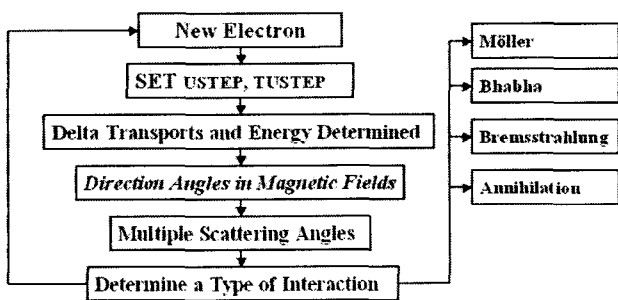 New Electron
SET USTEP, TUSTEP
Delta Transports and Energy Determined
Direction Angles in Magnetic Fields
Multiple Scattering Angles
Determine a Type of Interaction
Möller
Bhabha
Bremsstrahlung
Annihilation